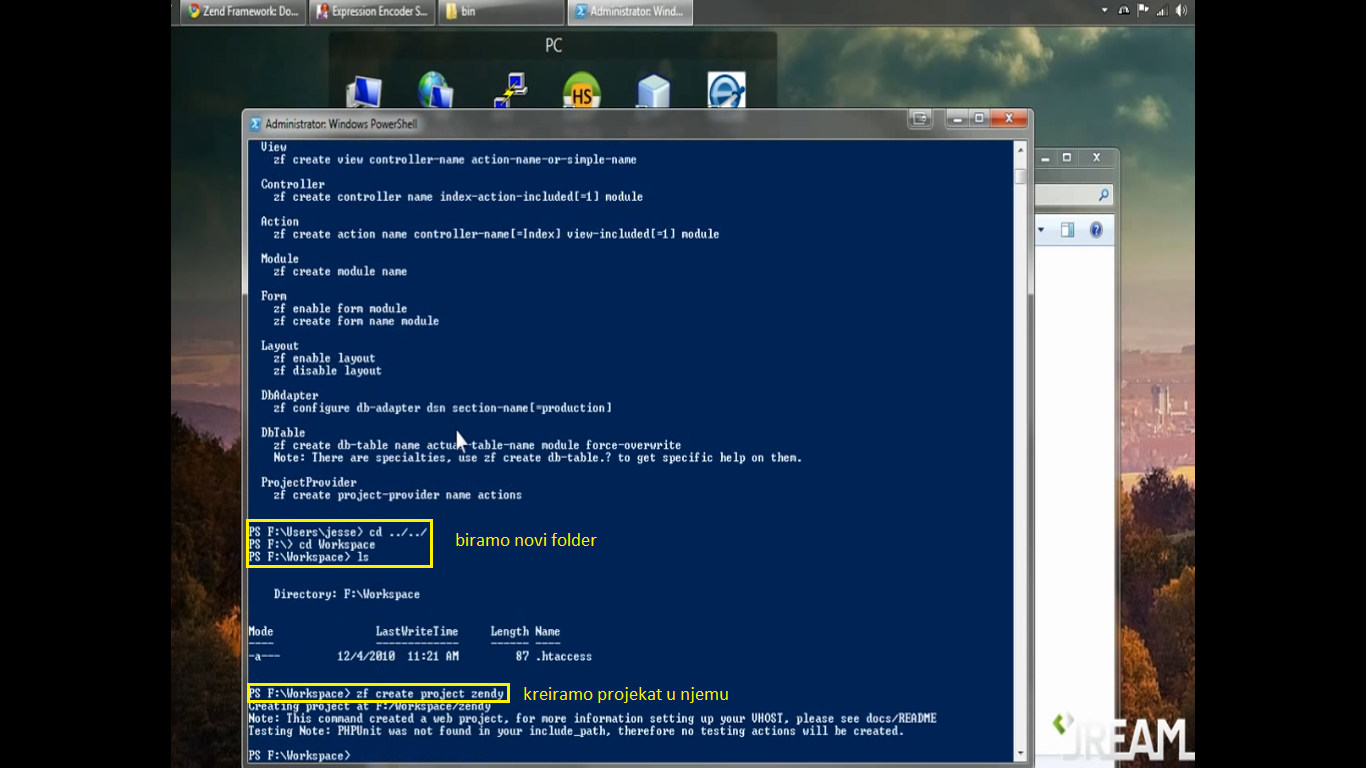 Zend Framework: Do...
Expression Encoder S...
bin
Administrator: Wind...
PC
HS
Administrator: Windows PowerShell
View
zf create view controller-name action-name-or-simple-name
Controller
zf create controller name index-action-included[=1] module
Action
zf create action name controller-name[=Index] view-included[=1] module
Module
zf create module name
Form
zf enable form module
zf create form name module
Layout
zf enable layout
zf disable layout
DbAdapter
zf configure db-adapter dsn section-name[=production]
DbTable
zf create db-table name actual-table-name module force-overwrite
Note: There are specialties, use zf create db-table.? to get specific help on them.
ProjectProvider
zf create project-provider name actions
PS F:\Users\jesse> cd ../../
PS F:\> cd Workspace
PS F:\Workspace> ls
biramo novi folder
Directory: F:\Workspace
Mode LastWriteTime Length Name
---- ------------- ------ ----
-a--- 12/4/2010 11:21 AM 87 .htaccess
PS F:\Workspace> zf create project zendy
kreiramo projekat u njemu
Creating project at F:/Workspace/zendy
Note: This command created a web project, for more information setting up your VHOST, please see docs/README
Testing Note: PHPUnit was not found in your include_path, therefore no testing actions will be created.
PS F:\Workspace>
DREAM